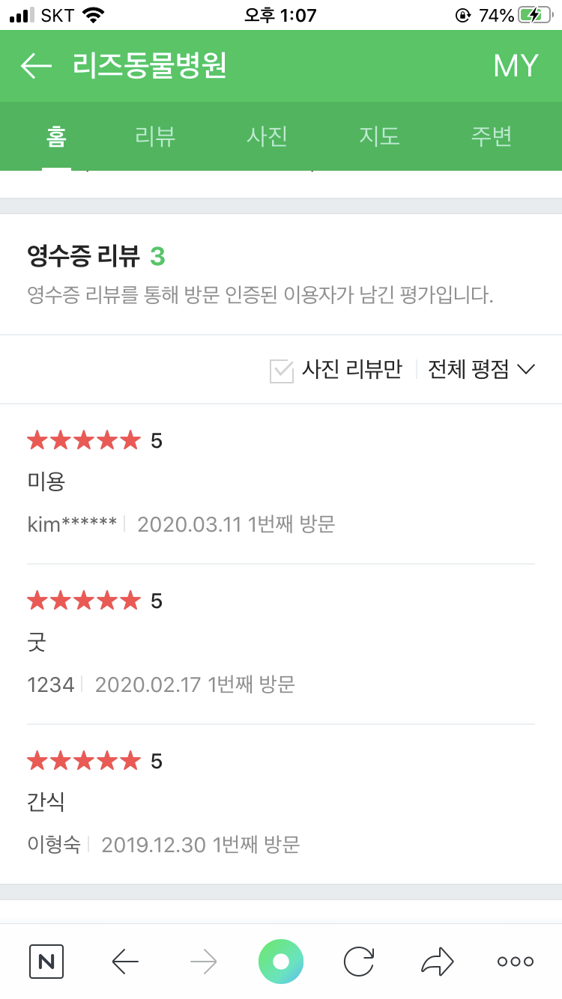 SKT 오후 1:07 74%
리즈동물병원 MY
홈 리뷰 사진 지도 주변
영수증 리뷰 3
영수증 리뷰를 통해 방문 인증된 이용자가 남긴 평가입니다.
사진 리뷰만 전체 평점
5
미용
kim****** 2020.03.11 1번째 방문
5
굿
1234 2020.02.17 1번째 방문
5
간식
이형숙 2019.12.30 1번째 방문
N